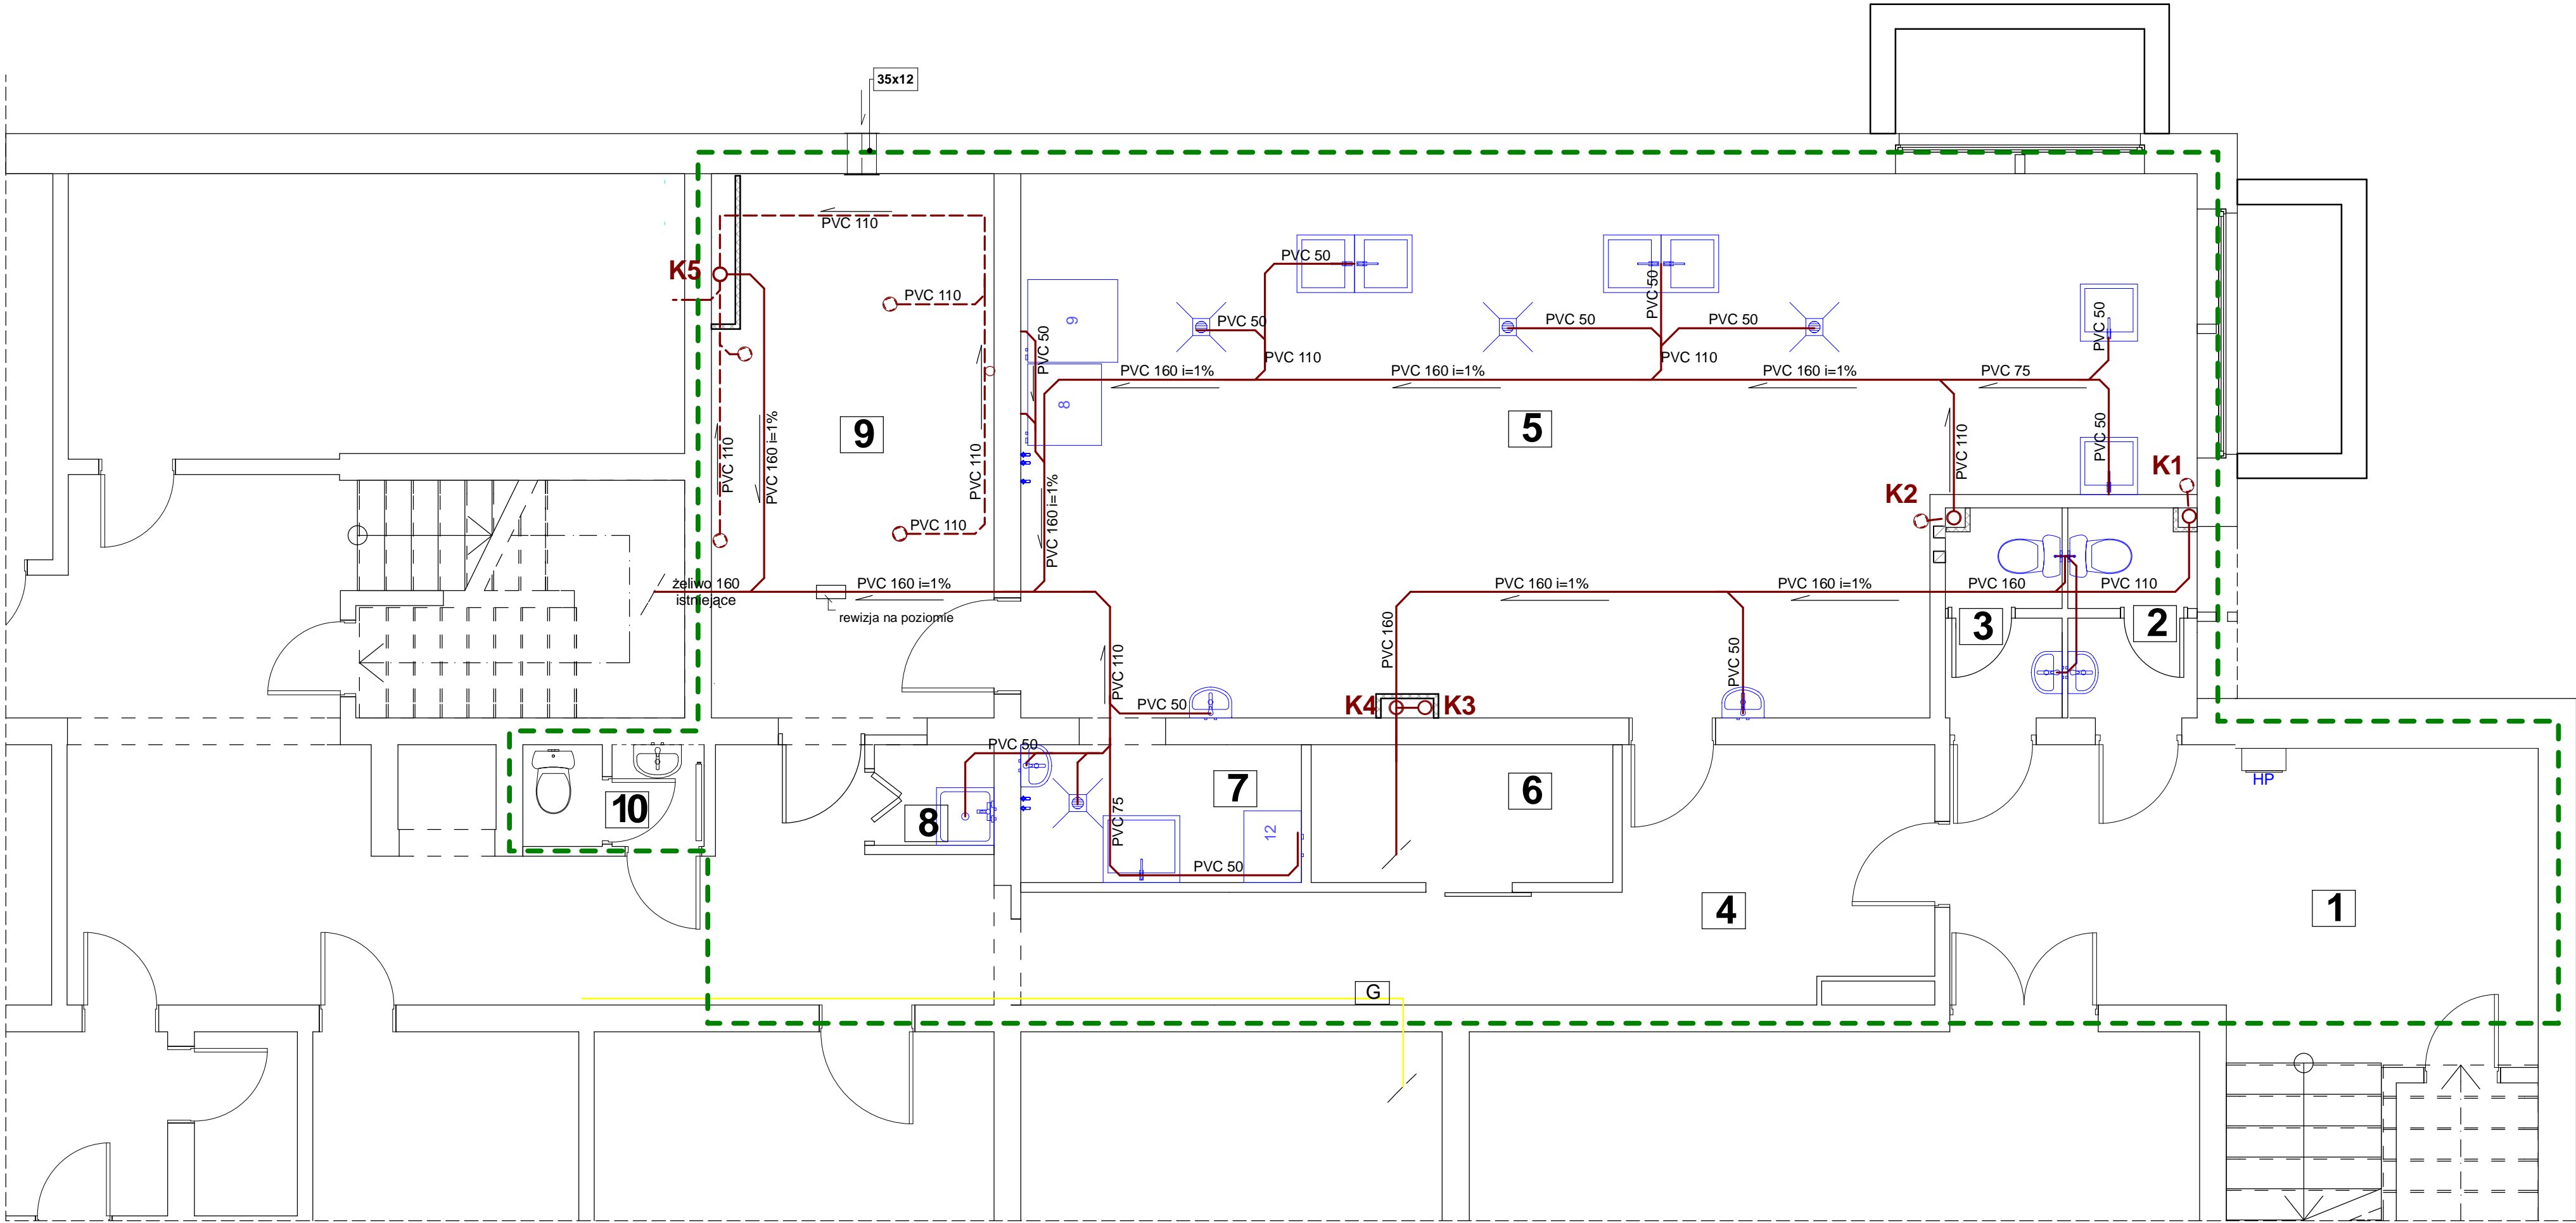 35x12
PVC 110
K5
PVC 110
PVC 50
PVC 50
PVC 50
PVC 50
PVC 50
PVC 50
PVC 50
9
PVC 110
PVC 110
PVC 160 i=1%
PVC 160 i=1%
PVC 160 i=1%
PVC 75
8
9
5
PVC 110
PVC 160 i=1%
PVC 110
PVC 110
PVC 160 i=1%
PVC 110
PVC 50
K1
K2
żeliwo 160
istniejące
PVC 160 i=1%
rewizja na poziomie
PVC 160 i=1%
PVC 160 i=1%
PVC 160
PVC 110
3
2
PVC 110
PVC 160
PVC 50
PVC 50
K4
K3
PVC 50
HP
10
8
7
6
PVC 75
12
PVC 50
4
1
G